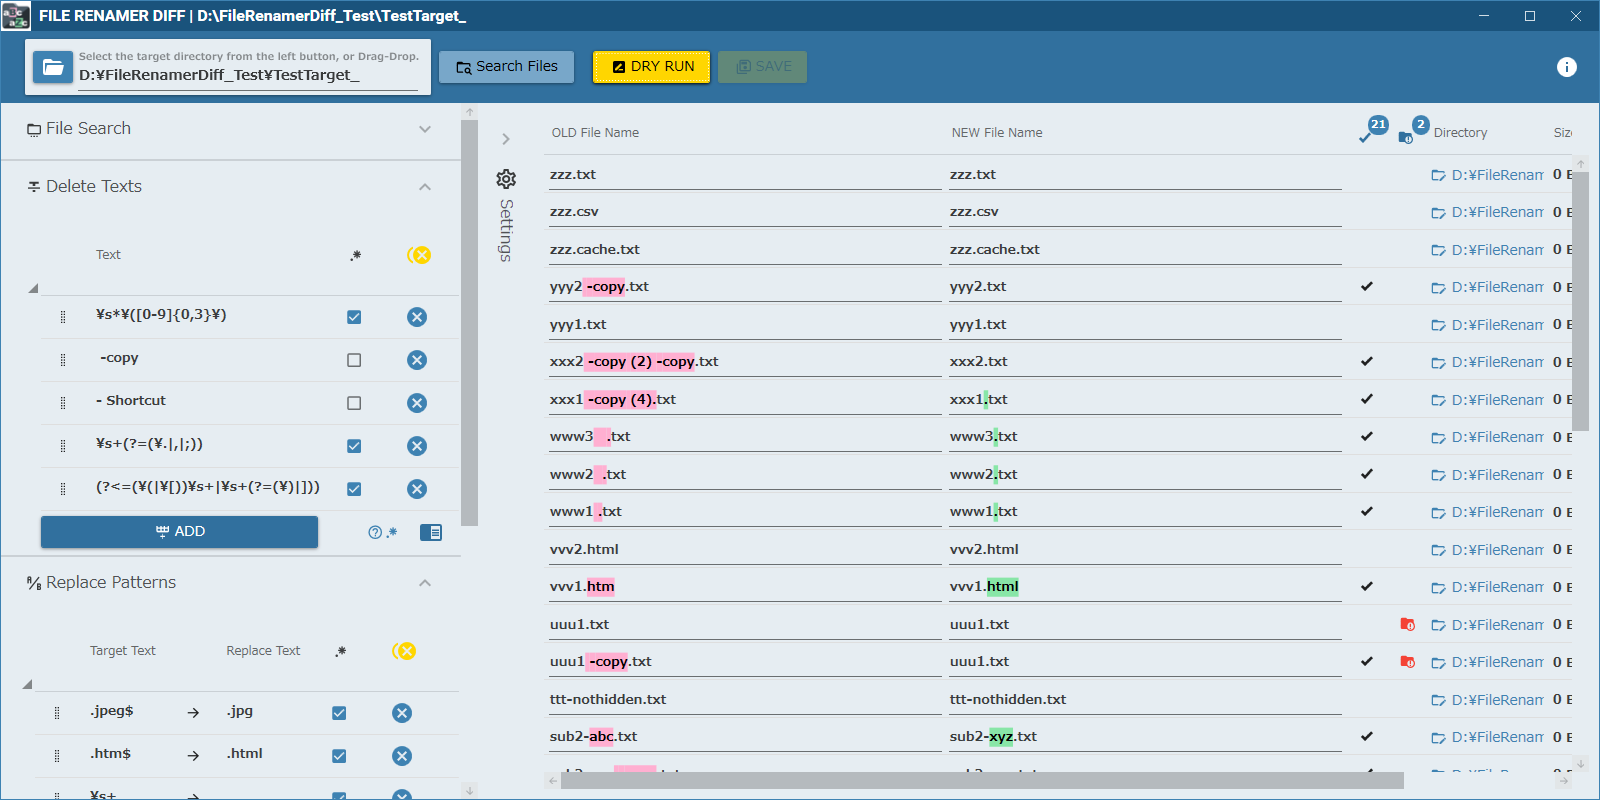 FILE RENAMER DIFF | D:\FileRenamerDiff_Test\TestTarget_
Select the target directory from the left button, or Drag-Drop.
D:¥FileRenamerDiff_Test¥TestTarget_
Search Files
DRY RUN
SAVE
File Search
Delete Texts
Text
.*
¥s*¥([0-9]{0,3}¥)
-copy
- Shortcut
¥s+(?=(¥.|,|;))
(?<=(¥(|¥[))¥s+|¥s+(?=(¥)|]))
ADD
.*
Replace Patterns
Target Text Replace Text .*
.jpeg$ → .jpg
.htm$ → .html
¥s+ →
Settings
OLD File Name NEW File Name 21 2 Directory Siz
zzz.txt zzz.txt D:¥FileRenam 0 B
zzz.csv zzz.csv D:¥FileRenam 0 B
zzz.cache.txt zzz.cache.txt D:¥FileRenam 0 B
yyy2 -copy.txt yyy2.txt D:¥FileRenam 0 B
yyy1.txt yyy1.txt D:¥FileRenam 0 B
xxx2 -copy (2) -copy.txt xxx2.txt D:¥FileRenam 0 B
xxx1 -copy (4).txt xxx1.txt D:¥FileRenam 0 B
www3   .txt www3.txt D:¥FileRenam 0 B
www2  .txt www2.txt D:¥FileRenam 0 B
www1 .txt www1.txt D:¥FileRenam 0 B
vvv2.html vvv2.html D:¥FileRenam 0 B
vvv1.htm vvv1.html D:¥FileRenam 0 B
uuu1.txt uuu1.txt D:¥FileRenam 0 B
uuu1 -copy.txt uuu1.txt D:¥FileRenam 0 B
ttt-nothidden.txt ttt-nothidden.txt D:¥FileRenam 0 B
sub2-abc.txt sub2-xyz.txt D:¥FileRenam 0 B